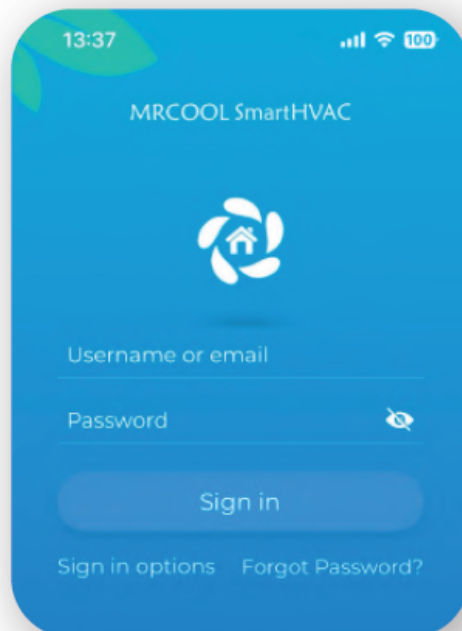 13:37 100
MRCOOL SmartHVAC
Username or email
Password
Sign in
Sign in options Forgot Password?